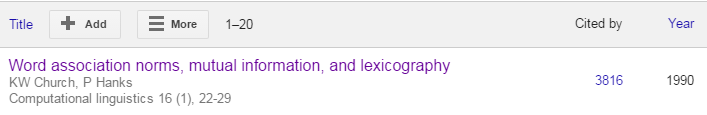 Title Add More 1–20 Cited by Year
Word association norms, mutual information, and lexicography
KW Church, P Hanks 3816 1990
Computational linguistics 16 (1), 22-29